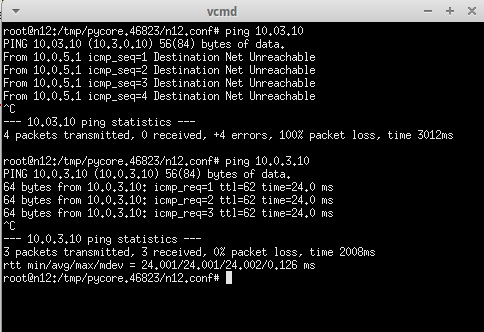 vcmd
root@n12:/tmp/pycore.46823/n12.conf# ping 10.03.10
PING 10.03.10 (10.3.0.10) 56(84) bytes of data.
From 10.0.5.1 icmp_seq=1 Destination Net Unreachable
From 10.0.5.1 icmp_seq=2 Destination Net Unreachable
From 10.0.5.1 icmp_seq=3 Destination Net Unreachable
From 10.0.5.1 icmp_seq=4 Destination Net Unreachable
^C
--- 10.03.10 ping statistics ---
4 packets transmitted, 0 received, +4 errors, 100% packet loss, time 3012ms
root@n12:/tmp/pycore.46823/n12.conf# ping 10.0.3.10
PING 10.0.3.10 (10.0.3.10) 56(84) bytes of data.
64 bytes from 10.0.3.10: icmp_req=1 ttl=62 time=24.0 ms
64 bytes from 10.0.3.10: icmp_req=2 ttl=62 time=24.0 ms
64 bytes from 10.0.3.10: icmp_req=3 ttl=62 time=24.0 ms
^C
--- 10.0.3.10 ping statistics ---
3 packets transmitted, 3 received, 0% packet loss, time 2008ms
rtt min/avg/max/mdev = 24.001/24.001/24.002/0.126 ms
root@n12:/tmp/pycore.46823/n12.conf#